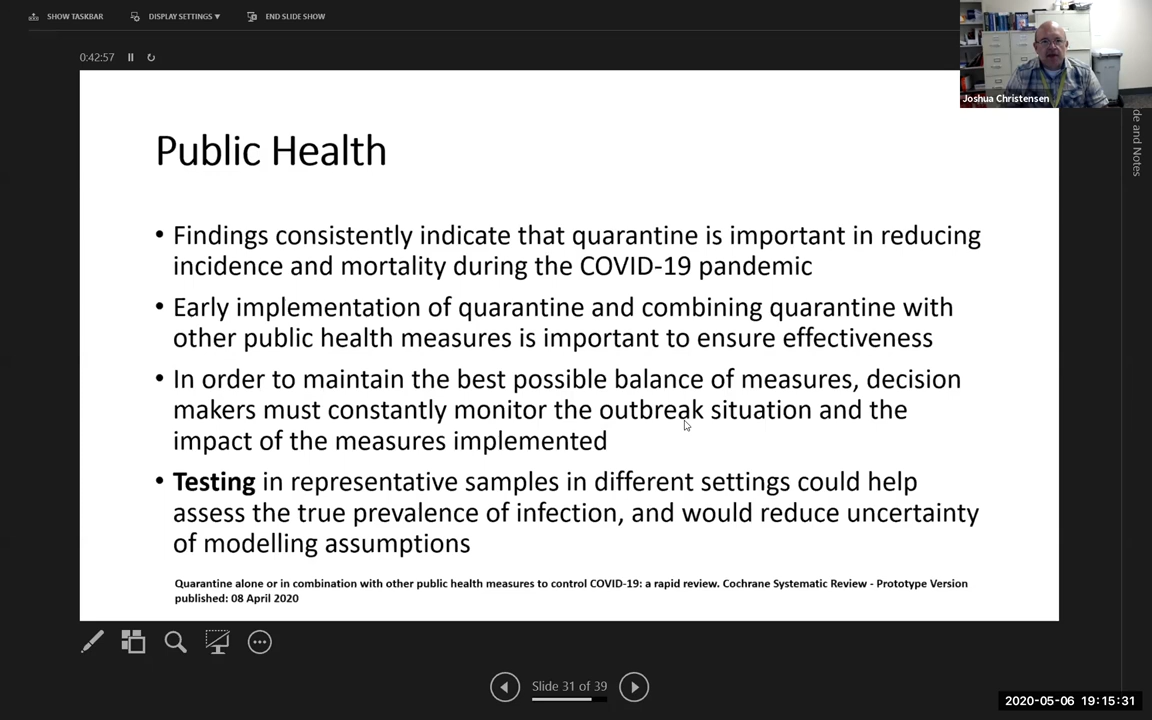 SHOW TASKBAR DISPLAY SETTINGS ▼ END SLIDE SHOW
0:42:57
Joshua Christensen
de and Notes
Public Health
• Findings consistently indicate that quarantine is important in reducing
incidence and mortality during the COVID-19 pandemic
• Early implementation of quarantine and combining quarantine with
other public health measures is important to ensure effectiveness
• In order to maintain the best possible balance of measures, decision
makers must constantly monitor the outbreak situation and the
impact of the measures implemented
• Testing in representative samples in different settings could help
assess the true prevalence of infection, and would reduce uncertainty
of modelling assumptions
Quarantine alone or in combination with other public health measures to control COVID-19: a rapid review. Cochrane Systematic Review - Prototype Version
published: 08 April 2020
Slide 31 of 39
2020-05-06 19:15:31